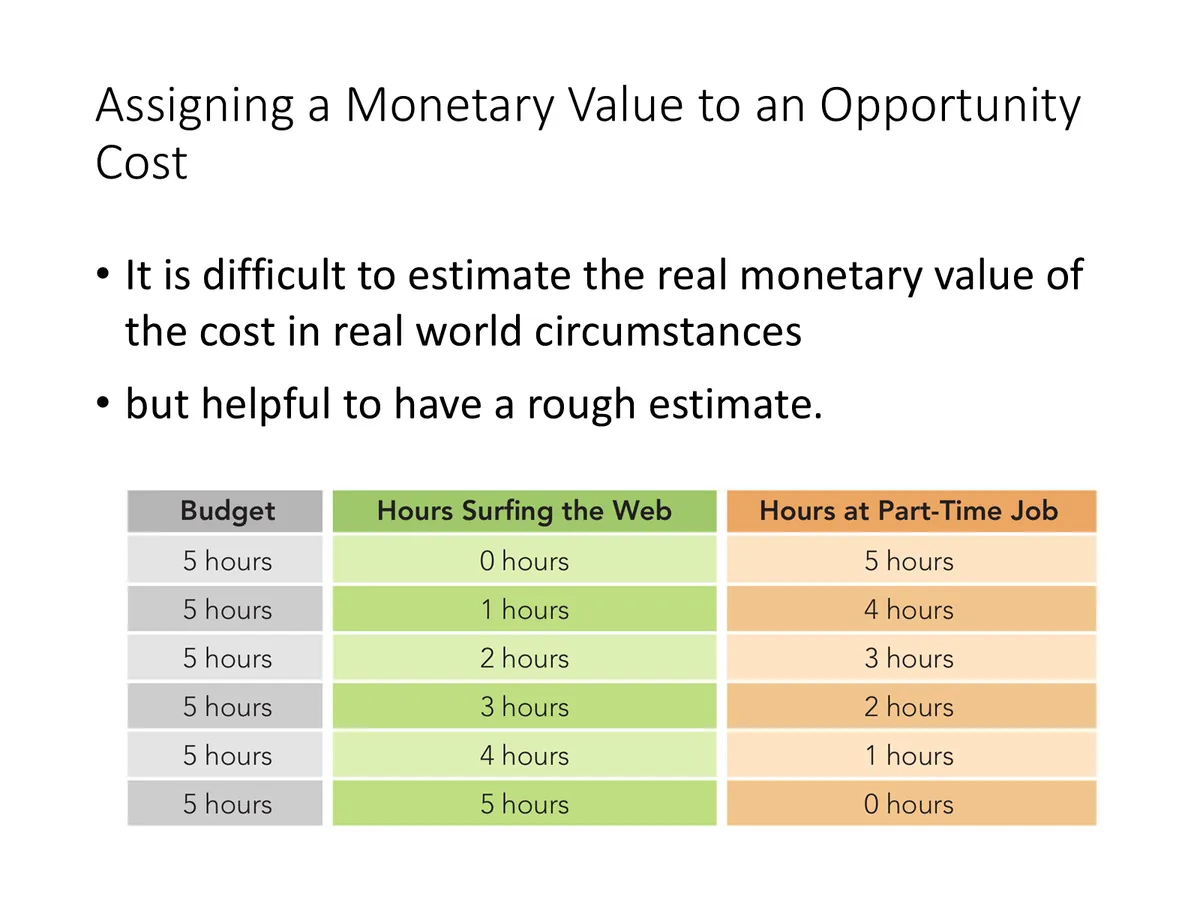 Assigning a Monetary Value to an Opportunity
Cost
• It is difficult to estimate the real monetary value of
the cost in real world circumstances
• but helpful to have a rough estimate.
Budget Hours Surfing the Web Hours at Part-Time Job
5 hours 0 hours 5 hours
5 hours 1 hours 4 hours
5 hours 2 hours 3 hours
5 hours 3 hours 2 hours
5 hours 4 hours 1 hours
5 hours 5 hours 0 hours